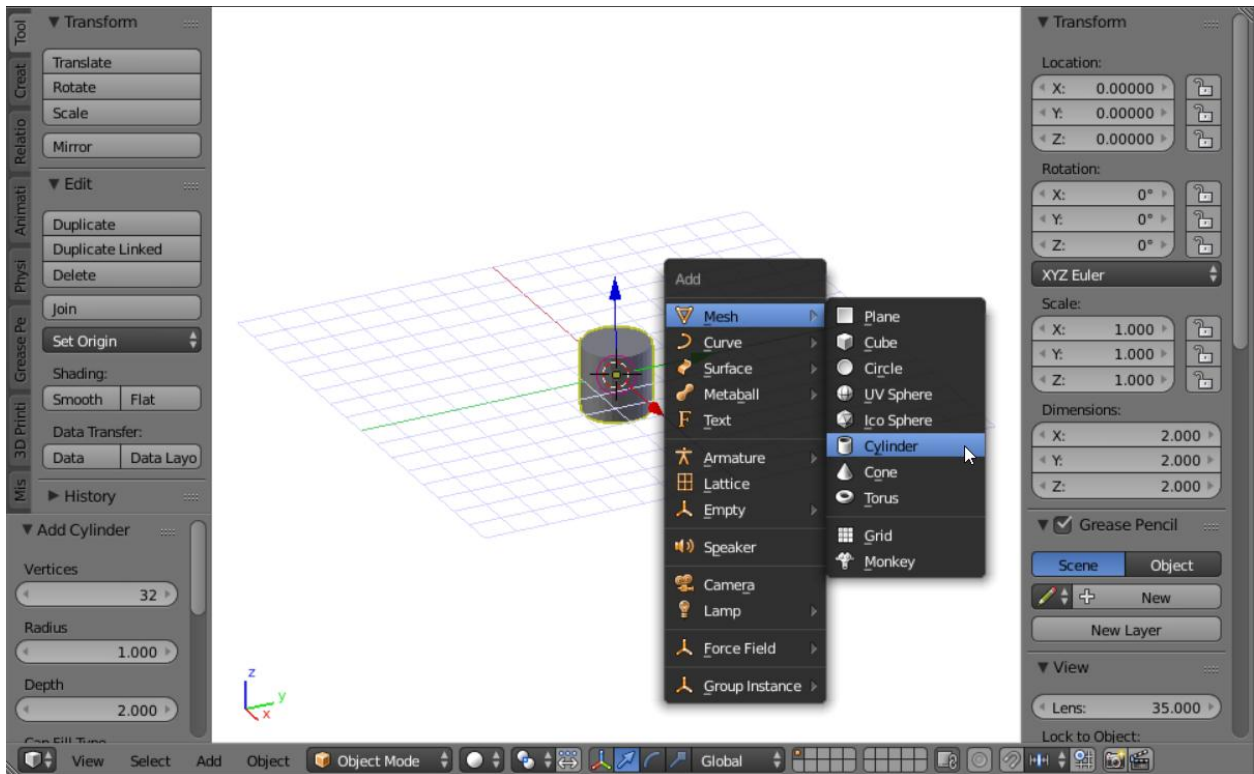 Tool
Creat
Relatio
Animati
Physi
Grease Pe
3D Printi
Mis
Transform
Translate
Rotate
Scale
Mirror
Edit
Duplicate
Duplicate Linked
Delete
Join
Set Origin
Shading:
Smooth Flat
Data Transfer:
Data Data Layo
History
Add Cylinder
Vertices
32
Radius
1.000
Depth
2.000
z
y
x
Add
Mesh
Curve
Surface
Metaball
Text
Armature
Lattice
Empty
Speaker
Camera
Lamp
Force Field
Group Instance
Plane
Cube
Circle
UV Sphere
Ico Sphere
Cylinder
Cone
Torus
Grid
Monkey
Transform
Location:
X: 0.00000
Y: 0.00000
Z: 0.00000
Rotation:
X: 0°
Y: 0°
Z: 0°
XYZ Euler
Scale:
X: 1.000
Y: 1.000
Z: 1.000
Dimensions:
X: 2.000
Y: 2.000
Z: 2.000
Grease Pencil
Scene Object
New
New Layer
View
Lens: 35.000
Lock to Object:
View Select Add Object Object Mode Global